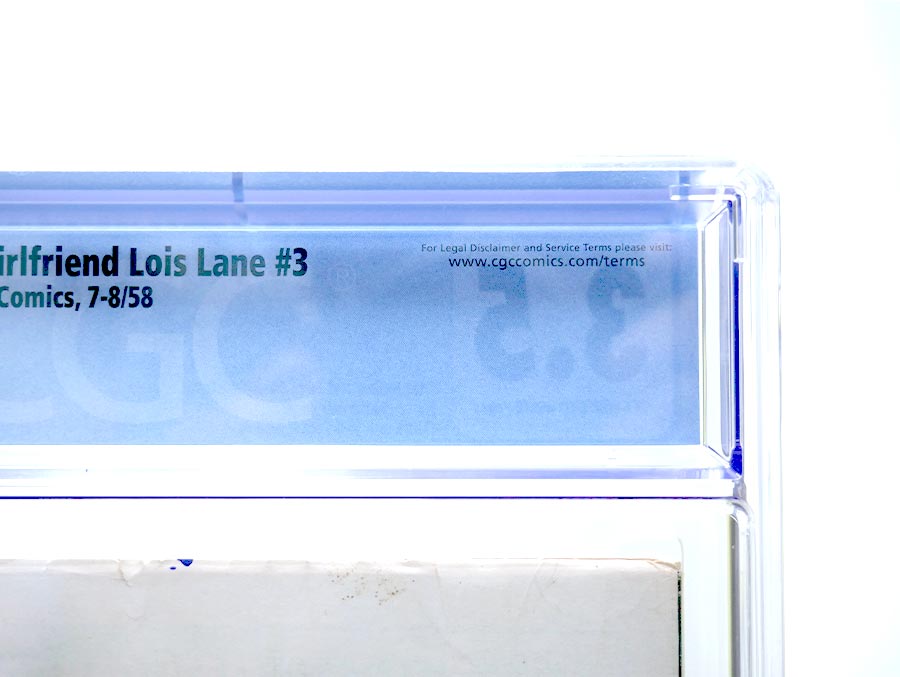 irlfriend Lois Lane #3
Comics, 7-8/58
For Legal Disclaimer and Service Terms please visit:
www.cgccomics.com/terms
CGC
3.5